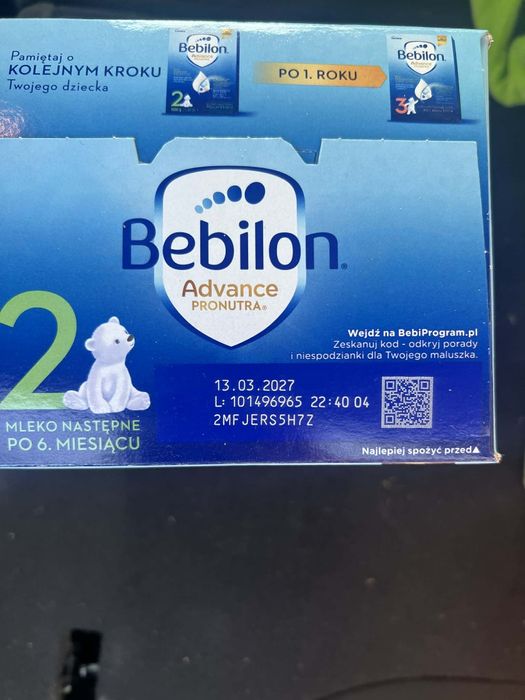 Pamiętaj o
KOLEJNYM KROKU
Twojego dziecka
Bebilon
Advance
2
PO 1. ROKU
Bebilon
Advance
3
Bebilon®
Advance
PRONUTRA®
2
MLEKO NASTĘPNE
PO 6. MIESIĄCU
Wejdź na BebiProgram.pl
Zeskanuj kod - odkryj porady
i niespodzianki dla Twojego maluszka.
13.03.2027
L: 101496965 22:40 04
2MFJERS5H7Z
Najlepiej spożyć przed▲